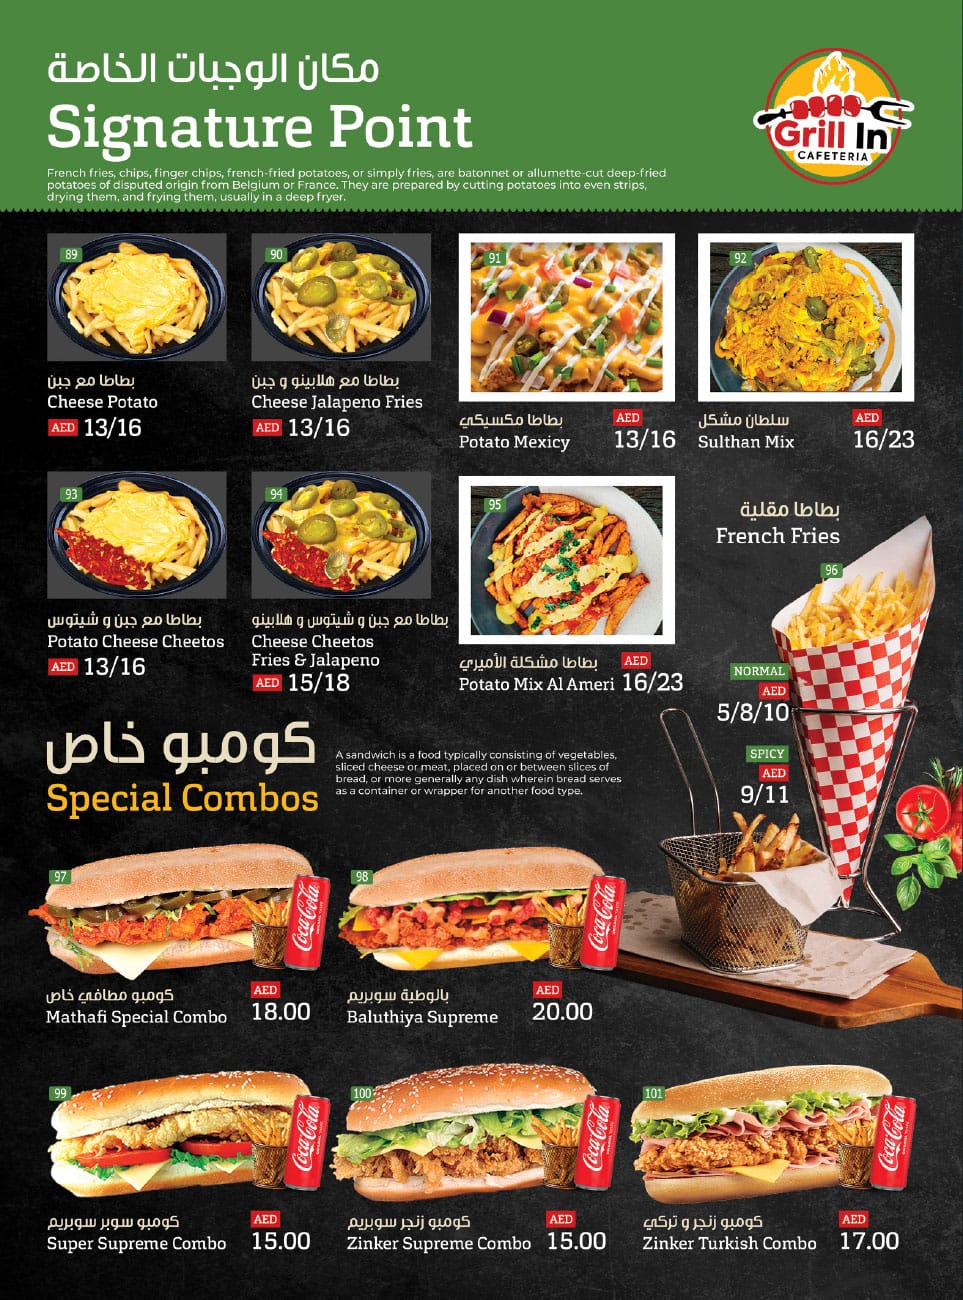 مكان الوجبات الخاصة
Signature Point
French fries, chips, finger chips, french-fried potatoes, or simply fries, are batonnet or allumette-cut deep-fried
potatoes of disputed origin from Belgium or France. They are prepared by cutting potatoes into even strips,
drying them, and frying them, usually in a deep fryer.
Grill In
CAFETERIA
89
بطاطا مع جبن
Cheese Potato
AED 13/16
90
بطاطا مع هلابينو و جبن
Cheese Jalapeno Fries
AED 13/16
91
بطاطا مكسيكي
Potato Mexicy
AED
13/16
92
سلطان مشكل
Sulthan Mix
AED
16/23
93
بطاطا مع جبن و شيتوس
Potato Cheese Cheetos
AED 13/16
94
بطاطا مع جبن و شيتوس و هلابينو
Cheese Cheetos
Fries & Jalapeno
AED 15/18
95
بطاطا مشكلة الأميري
Potato Mix Al Ameri
AED
16/23
بطاطا مقلية
French Fries
96
NORMAL
AED
5/8/10
SPICY
AED
9/11
كومبو خاص
Special Combos
A sandwich is a food typically consisting of vegetables,
sliced cheese or meat, placed on or between slices of
bread, or more generally any dish wherein bread serves
as a container or wrapper for another food type.
97
Coca-Cola
كومبو مطافي خاص
Mathafi Special Combo
AED
18.00
98
Coca-Cola
بالوطية سوبريم
Baluthiya Supreme
AED
20.00
99
Coca-Cola
كومبو سوبر سوبريم
Super Supreme Combo
AED
15.00
100
Coca-Cola
كومبو زنجر سوبريم
Zinker Supreme Combo
AED
15.00
101
Coca-Cola
كومبو زنجر و تركي
Zinker Turkish Combo
AED
17.00